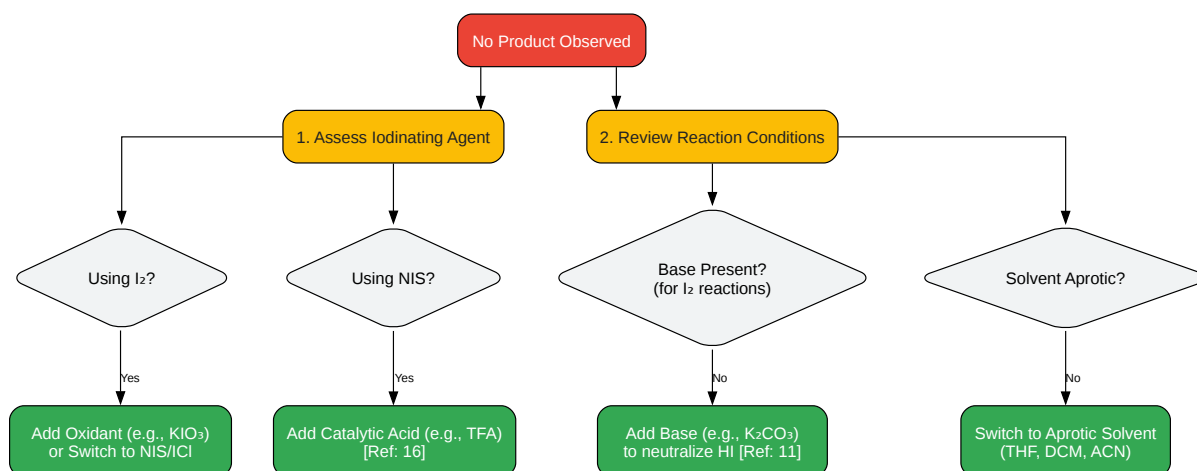 No Product Observed
1. Assess Iodinating Agent
2. Review Reaction Conditions
Using I₂?
Using NIS?
Base Present?
(for I₂ reactions)
Solvent Aprotic?
Yes
Yes
No
No
Add Oxidant (e.g., KIO₃)
or Switch to NIS/ICl
Add Catalytic Acid (e.g., TFA)
[Ref: 16]
Add Base (e.g., K₂CO₃)
to neutralize HI [Ref: 11]
Switch to Aprotic Solvent
(THF, DCM, ACN)